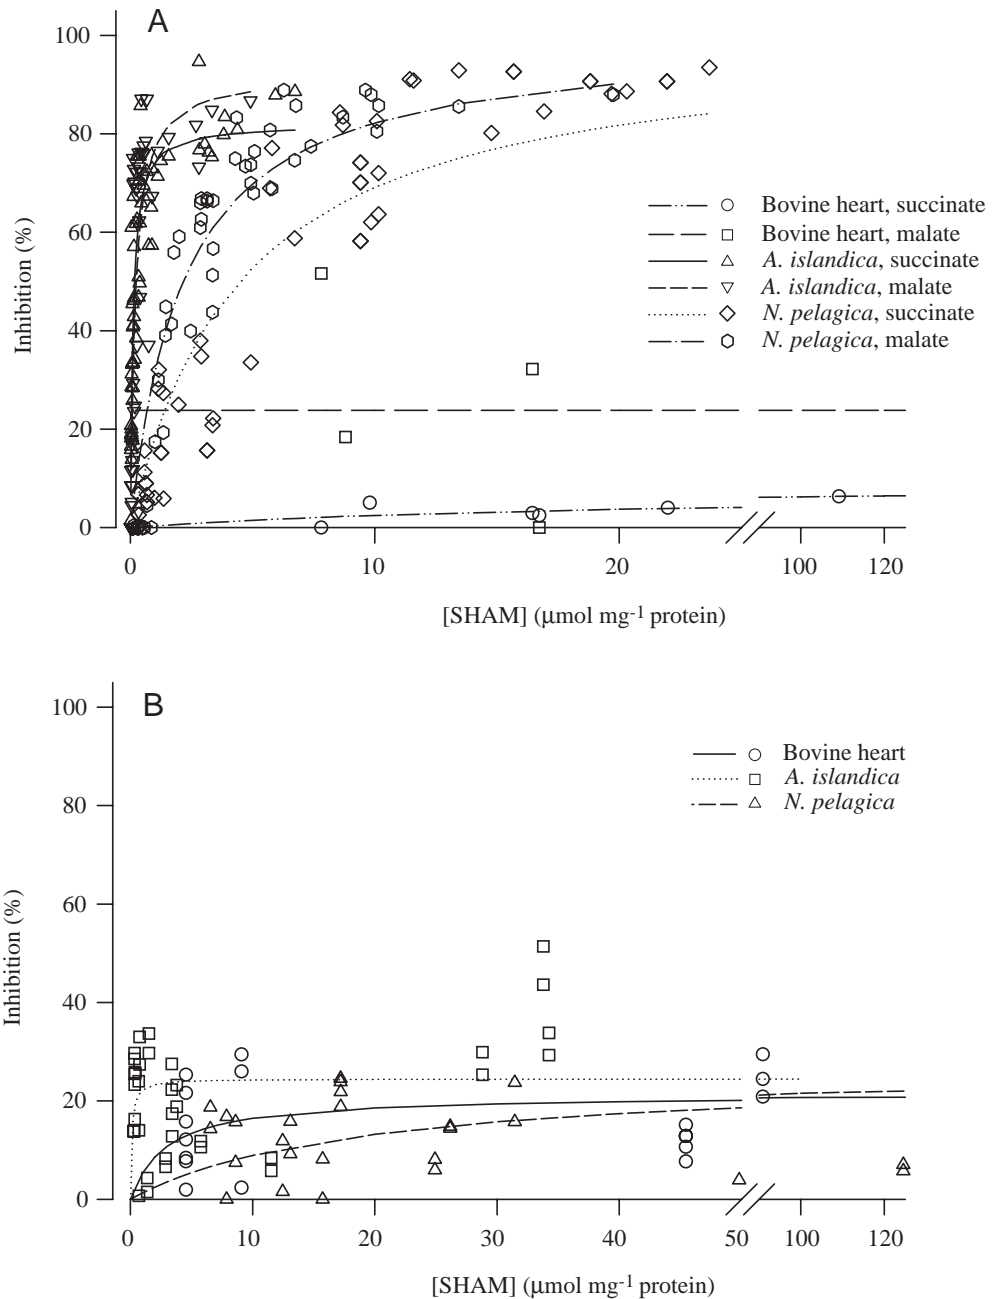 A
100
80
60
40
20
0
Inhibition (%)
Bovine heart, succinate
Bovine heart, malate
A. islandica, succinate
A. islandica, malate
N. pelagica, succinate
N. pelagica, malate
0 10 20 100 120
[SHAM] (μmol mg-1 protein)
B
100
80
60
40
20
0
Inhibition (%)
Bovine heart
A. islandica
N. pelagica
0 10 20 30 40 50 100 120
[SHAM] (μmol mg-1 protein)